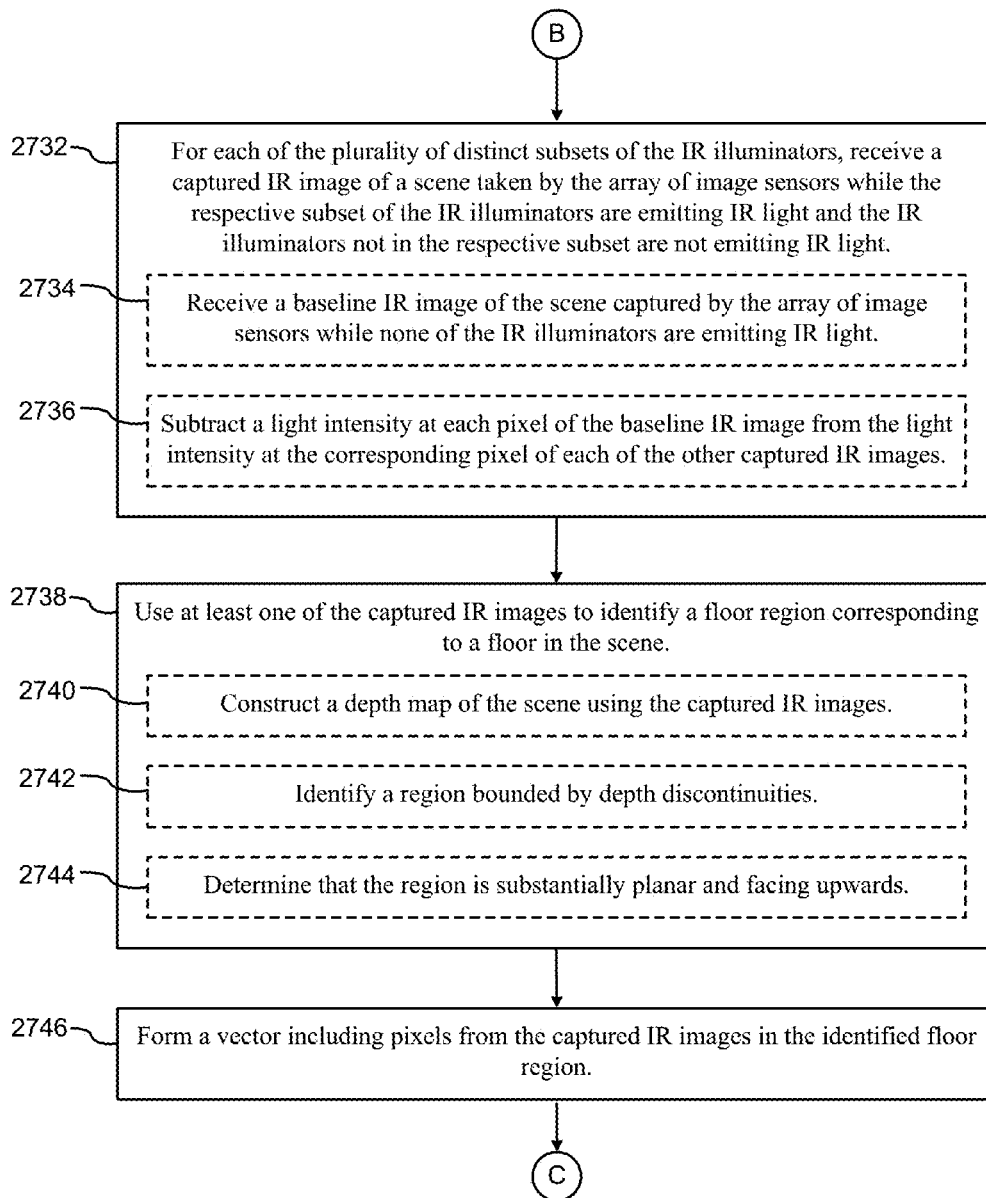 B
2732
For each of the plurality of distinct subsets of the IR illuminators, receive a
captured IR image of a scene taken by the array of image sensors while the
respective subset of the IR illuminators are emitting IR light and the IR
illuminators not in the respective subset are not emitting IR light.
2734
Receive a baseline IR image of the scene captured by the array of image
sensors while none of the IR illuminators are emitting IR light.
2736
Subtract a light intensity at each pixel of the baseline IR image from the light
intensity at the corresponding pixel of each of the other captured IR images.
2738
Use at least one of the captured IR images to identify a floor region corresponding
to a floor in the scene.
2740
Construct a depth map of the scene using the captured IR images.
2742
Identify a region bounded by depth discontinuities.
2744
Determine that the region is substantially planar and facing upwards.
2746
Form a vector including pixels from the captured IR images in the identified floor
region.
C